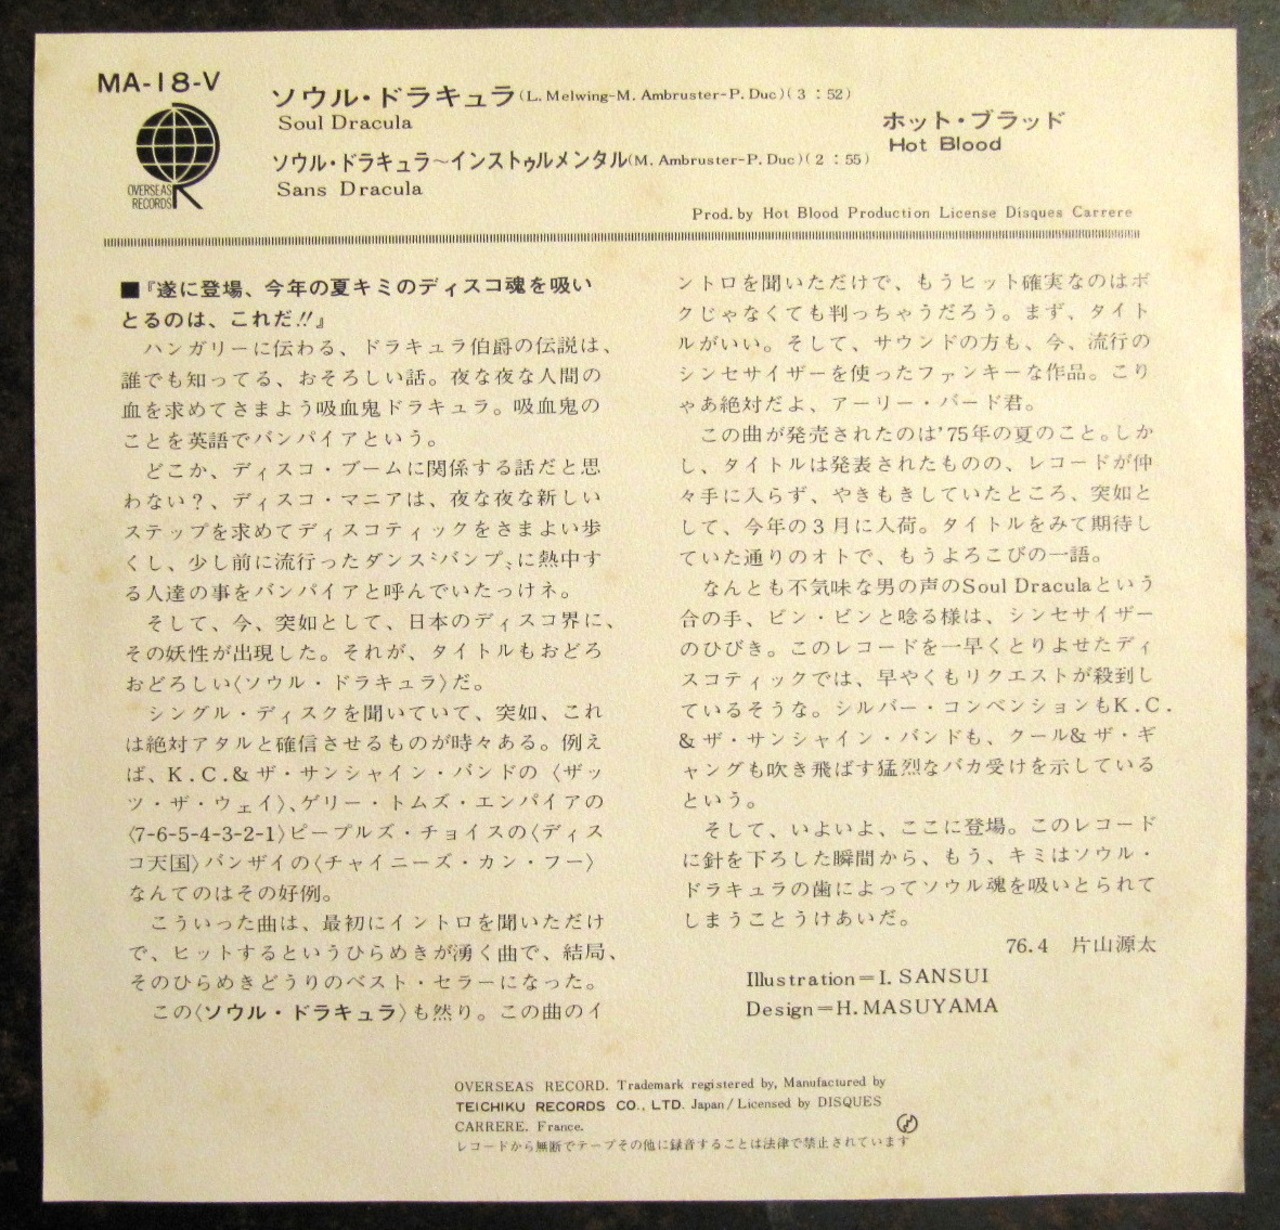 MA-18-V
OVERSEAS
RECORDS
ソウル・ドラキュラ(L. Melwing-M. Ambruster-P. Duc)(3:52)
Soul Dracula
ソウル・ドラキュラ〜インストゥルメンタル(M. Ambruster-P. Duc)(2:55)
Sans Dracula
ホット・ブラッド
Hot Blood
Prod. by Hot Blood Production License Disques Carrere
■『遂に登場、今年の夏キミのディスコ魂を吸い
とるのは、これだ!!』
ハンガリーに伝わる、ドラキュラ伯爵の伝説は、
誰でも知ってる、おそろしい話。夜な夜な人間の
血を求めてさまよう吸血鬼ドラキュラ。吸血鬼の
ことを英語でバンパイアという。
どこか、ディスコ・ブームに関係する話だと思
わない?、ディスコ・マニアは、夜な夜な新しい
ステップを求めてディスコティックをさまよい歩
くし、少し前に流行ったダンス〝バンプ〟に熱中す
る人達の事をバンパイアと呼んでいたっけネ。
そして、今、突如として、日本のディスコ界に、
その妖性が出現した。それが、タイトルもおどろ
おどろしい〈ソウル・ドラキュラ〉だ。
シングル・ディスクを聞いていて、突如、これ
は絶対アタルと確信させるものが時々ある。例え
ば、K.C.&ザ・サンシャイン・バンドの〈ザッ
ツ・ザ・ウェイ〉、ゲリー・トムズ・エンパイアの
〈7-6-5-4-3-2-1〉ピープルズ・チョイスの〈ディス
コ天国〉バンザイの〈チャイニーズ・カン・フー〉
なんてのはその好例。
こういった曲は、最初にイントロを聞いただけ
で、ヒットするというひらめきが湧く曲で、結局、
そのひらめきどうりのベスト・セラーになった。
この〈ソウル・ドラキュラ〉も然り。この曲のイ
ントロを聞いただけで、もうヒット確実なのはボ
クじゃなくても判っちゃうだろう。まず、タイト
ルがいい。そして、サウンドの方も、今、流行の
シンセサイザーを使ったファンキーな作品。こり
ゃあ絶対だよ、アーリー・バード君。
この曲が発売されたのは'75年の夏のこと。しか
し、タイトルは発表されたものの、レコードが仲
々手に入らず、やきもきしていたところ、突如と
して、今年の3月に入荷。タイトルをみて期待し
ていた通りのオトで、もうよろこびの一語。
なんとも不気味な男の声のSoul Draculaという
合の手、ビン・ビンと唸る様は、シンセサイザー
のひびき。このレコードを一早くとりよせたディ
スコティックでは、早やくもリクエストが殺到し
ているそうな。シルバー・コンベンションもK.C.
&ザ・サンシャイン・バンドも、クール&ザ・ギ
ャングも吹き飛ばす猛烈なバカ受けを示している
という。
そして、いよいよ、ここに登場。このレコード
に針を下ろした瞬間から、もう、キミはソウル・
ドラキュラの歯によってソウル魂を吸いとられて
しまうことうけあいだ。
76.4 片山源太
Illustration=I. SANSUI
Design=H. MASUYAMA
OVERSEAS RECORD. Trademark registered by, Manufactured by
TEICHIKU RECORDS CO., LTD. Japan/Licensed by DISQUES
CARRERE. France.
レコードから無断でテープその他に録音することは法律で禁止されています